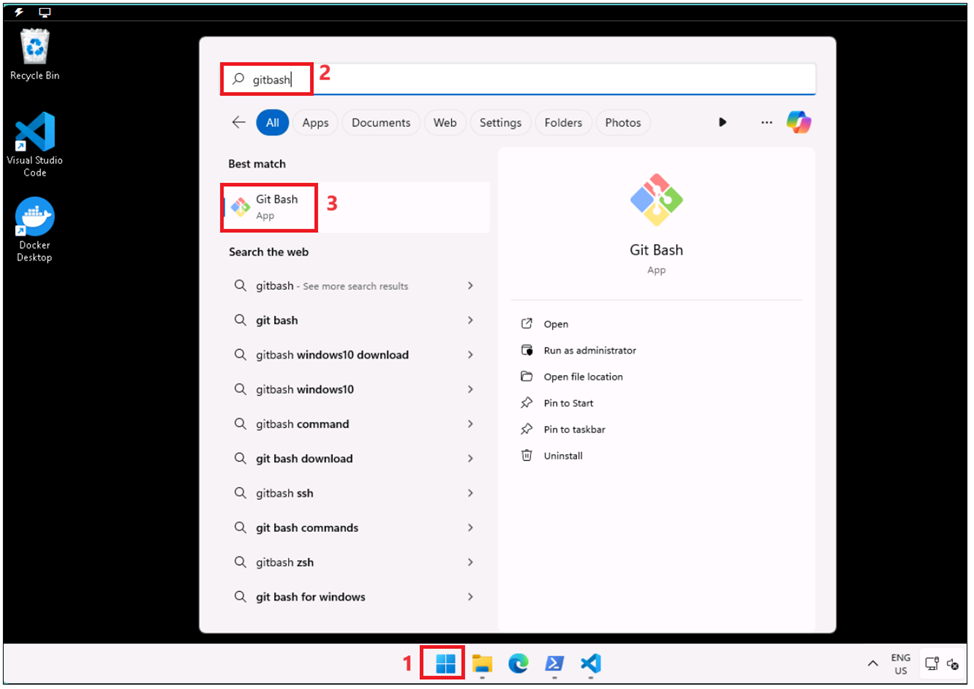 Recycle Bin
Visual Studio
Code
Docker
Desktop
gitbash
2
All
Apps
Documents
Web
Settings
Folders
Photos
...
Best match
Git Bash
App
3
Search the web
gitbash - See more search results
git bash
gitbash windows10 download
gitbash windows10
gitbash command
git bash download
gitbash ssh
git bash commands
gitbash zsh
git bash for windows
Git Bash
App
Open
Run as administrator
Open file location
Pin to Start
Pin to taskbar
Uninstall
1
ENG
US